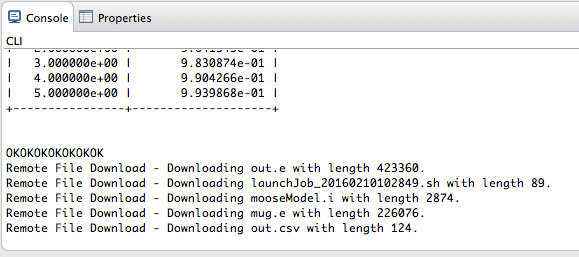 Console Properties
CLI
| 3.000000e+00 | 9.830874e-01 |
| 4.000000e+00 | 9.904266e-01 |
| 5.000000e+00 | 9.939868e-01 |
+----------------+-------------------+
OKOKOKOKOKOKOK
Remote File Download - Downloading out.e with length 423360.
Remote File Download - Downloading launchJob_20160210102849.sh with length 89.
Remote File Download - Downloading mooseModel.i with length 2874.
Remote File Download - Downloading mug.e with length 226076.
Remote File Download - Downloading out.csv with length 124.